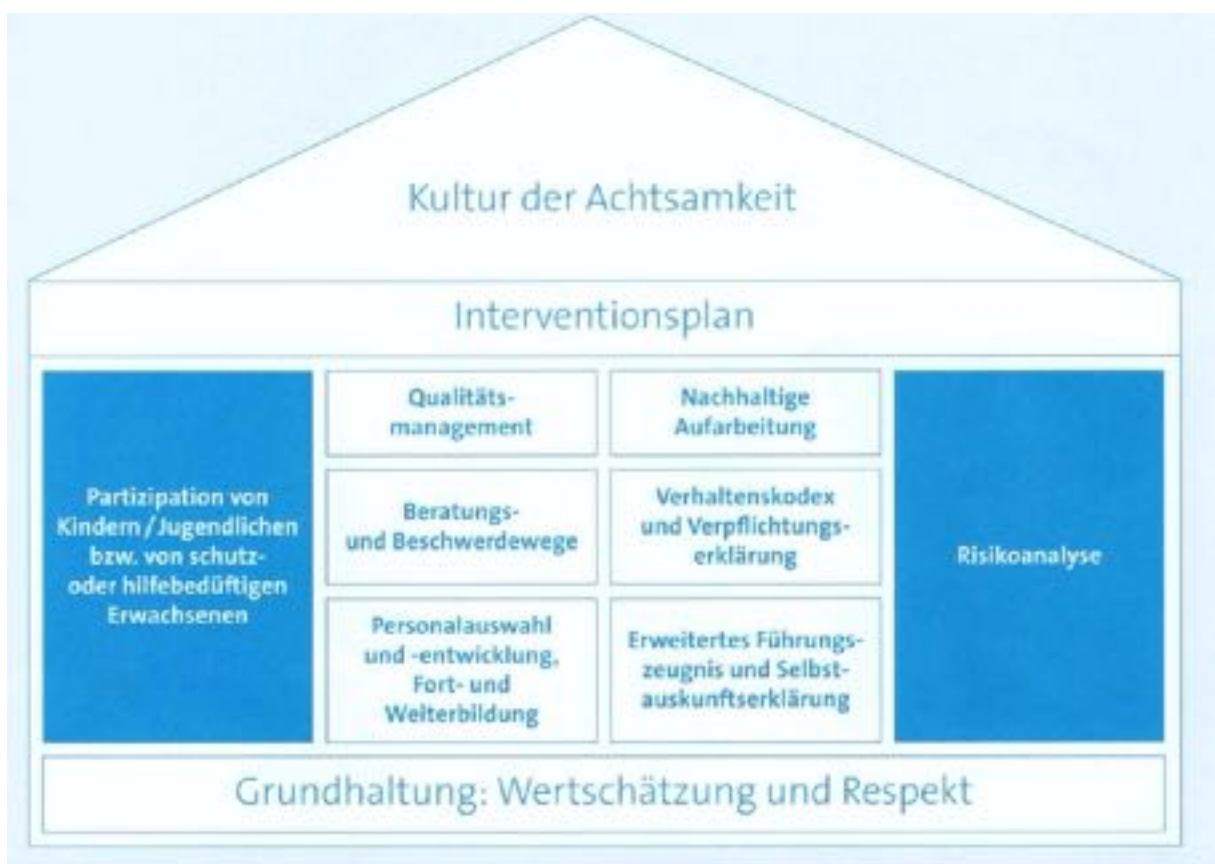 Kultur der Achtsamkeit
Interventionsplan
Partizipation von
Kindern / Jugendlichen
bzw. von schutz-
oder hilfebedüftigen
Erwachsenen
Qualitäts-
management
Nachhaltige
Aufarbeitung
Beratungs-
und Beschwerdewege
Verhaltenskodex
und Verpflichtungs-
erklärung
Personalauswahl
und -entwicklung,
Fort- und
Weiterbildung
Erweitertes Führungs-
zeugnis und Selbst-
auskunftserklärung
Risikoanalyse
Grundhaltung: Wertschätzung und Respekt